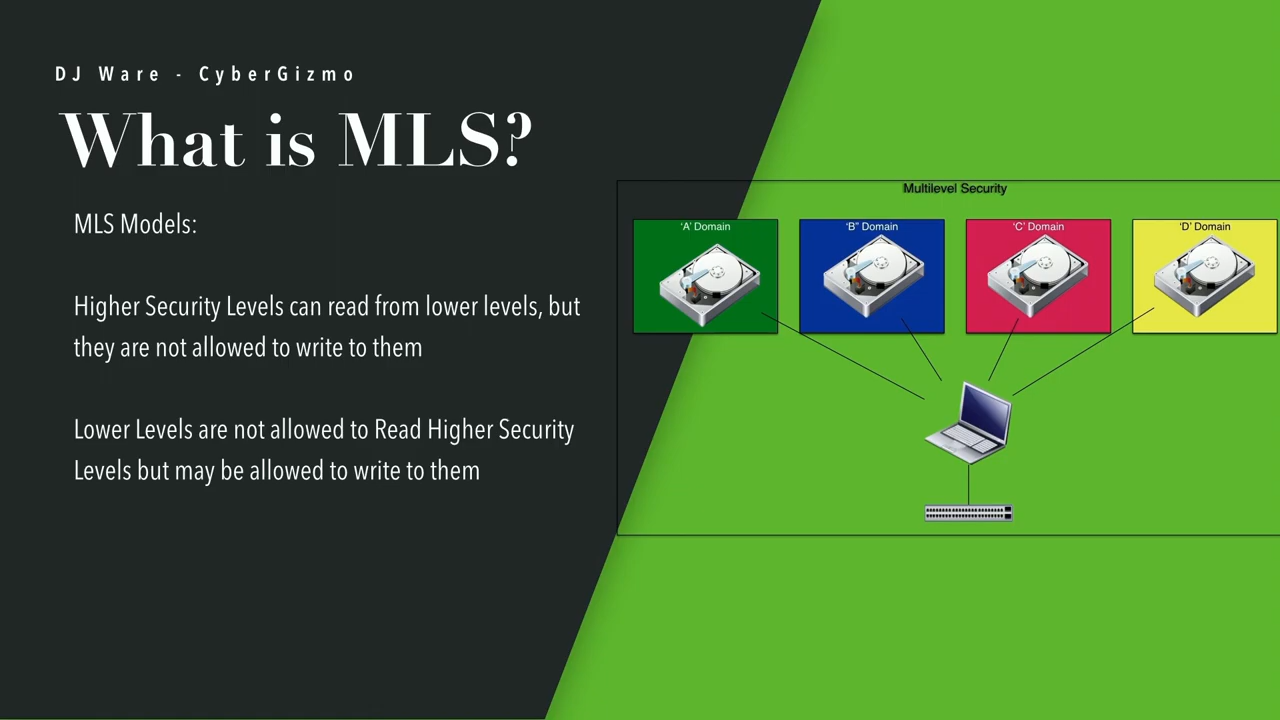 DJ Ware - CyberGizmo
What is MLS?
MLS Models:
Higher Security Levels can read from lower levels, but
they are not allowed to write to them
Lower Levels are not allowed to Read Higher Security
Levels but may be allowed to write to them
Multilevel Security
'A' Domain
'B" Domain
'C' Domain
'D' Domain